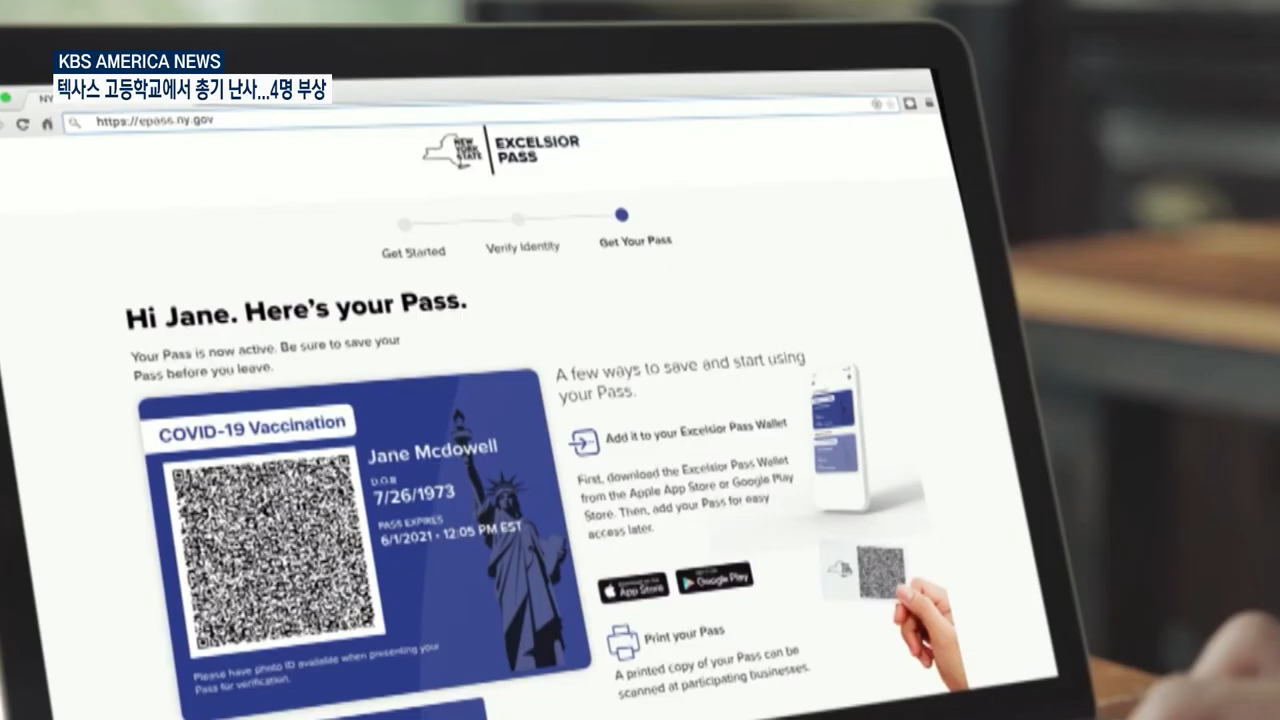 KBS AMERICA NEWS
텍사스 고등학교에서 총기 난사...4명 부상
NY
https://epass.ny.gov
NEW YORK STATE
EXCELSIOR
PASS
Get Started
Verify Identity
Get Your Pass
Hi Jane. Here's your Pass.
Your Pass is now active. Be sure to save your
Pass before you leave.
COVID-19 Vaccination
Jane Mcdowell
D.O.B
7/26/1973
PASS EXPIRES
6/1/2021 • 12:05 PM EST
Please have photo ID available when presenting your
Pass for verification.
A few ways to save and start using
your Pass.
Add it to your Excelsior Pass Wallet
First, download the Excelsior Pass Wallet
from the Apple App Store or Google Play
Store. Then, add your Pass for easy
access later.
App Store
Google Play
Print your Pass
A printed copy of your Pass can be
scanned at participating businesses.